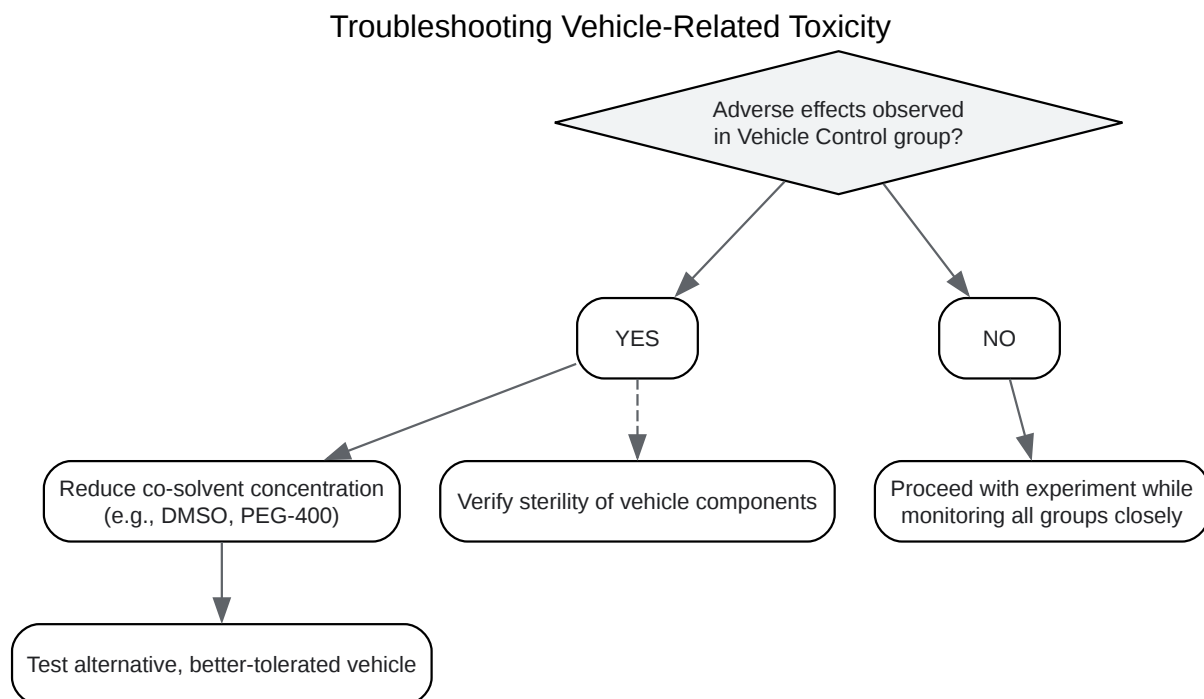 Troubleshooting Vehicle-Related Toxicity
Adverse effects observed
in Vehicle Control group?
YES
NO
Reduce co-solvent concentration
(e.g., DMSO, PEG-400)
Verify sterility of vehicle components
Proceed with experiment while
monitoring all groups closely
Test alternative, better-tolerated vehicle